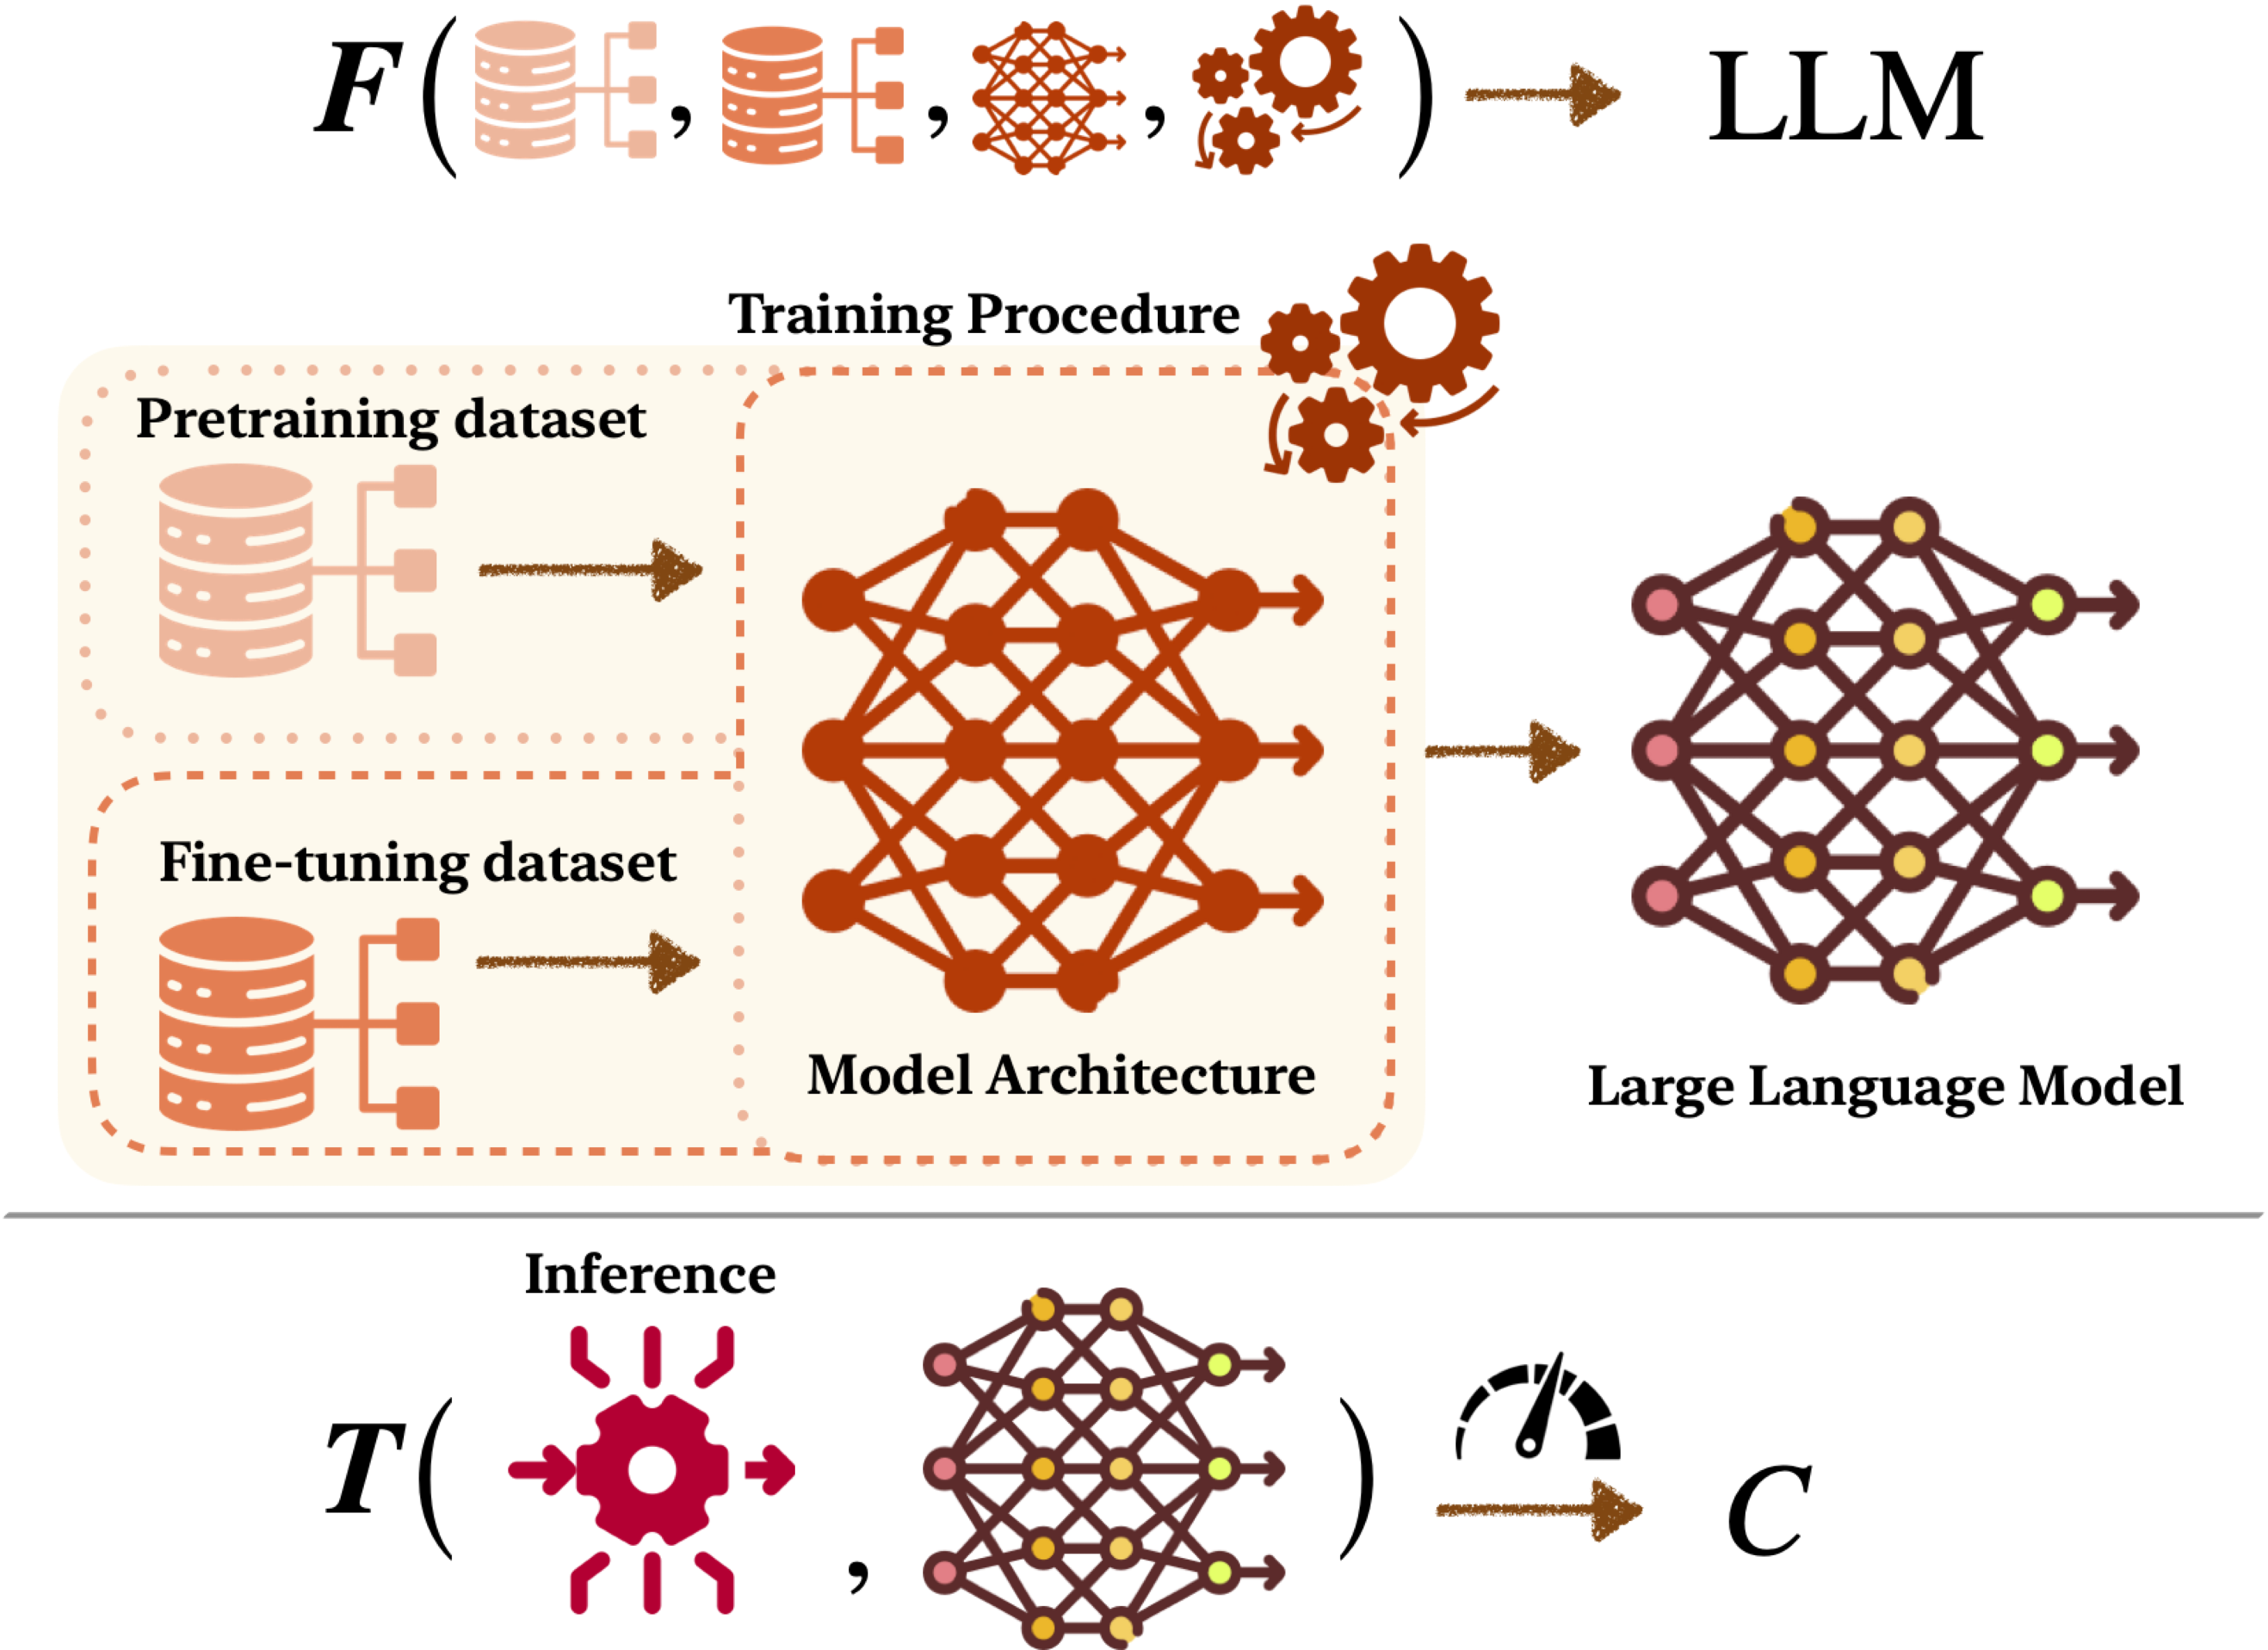 F( , , , ) LLM
Training Procedure
Pretraining dataset
Fine-tuning dataset
Model Architecture
Large Language Model
Inference
T( , ) C